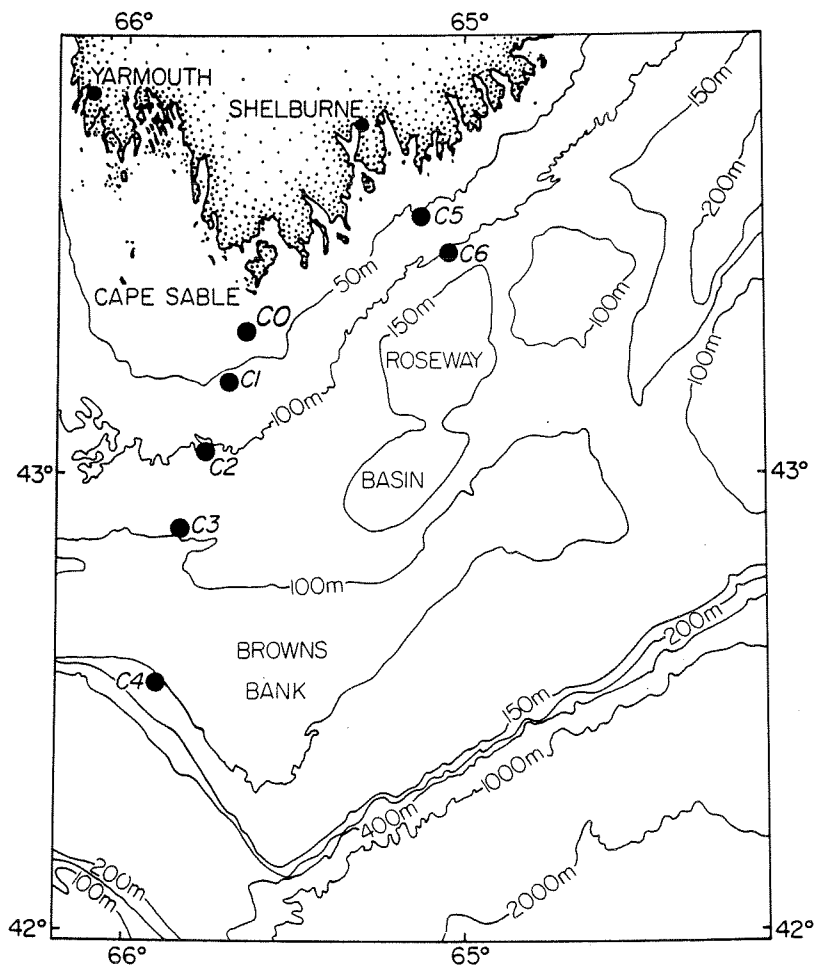 66° 65°
YARMOUTH
SHELBURNE
150m
200m
C5
C6
50m
CAPE SABLE
C0
150m
100m
ROSEWAY
C1
100m
100m
C2
43° 43°
BASIN
C3
100m
200m
BROWNS
BANK
C4
150m
1000m
400m
200m
100m
2000m
42° 42°
66° 65°